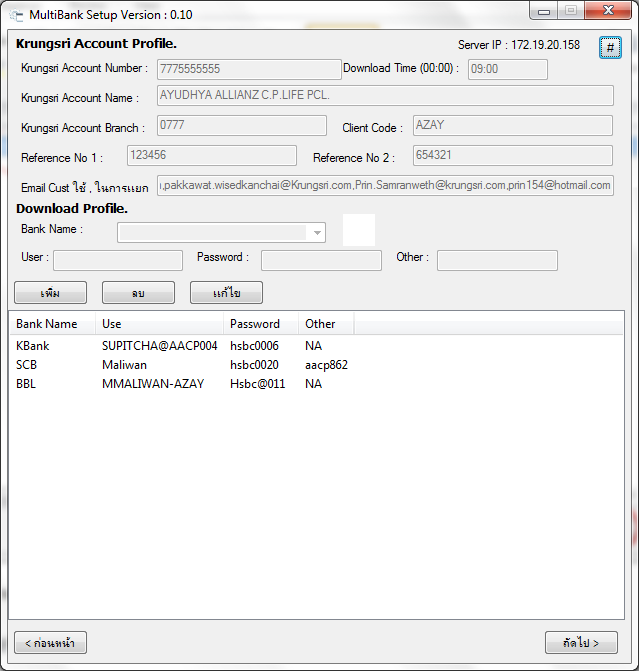 MultiBank Setup Version : 0.10
Krungsri Account Profile. Server IP : 172.19.20.158 #
Krungsri Account Number : 7775555555 Download Time (00:00) : 09:00
Krungsri Account Name : AYUDHYA ALLIANZ C.P.LIFE PCL.
Krungsri Account Branch : 0777 Client Code : AZAY
Reference No 1 : 123456 Reference No 2 : 654321
Email Cust ใช้ , ในการแยก ,pakkawat.wisedkanchai@Krungsri.com,Prin.Samranweth@krungsri.com,prin154@hotmail.com
Download Profile.
Bank Name :
User : Password : Other :
เพิ่ม ลบ แก้ไข
Bank Name Use Password Other
KBank SUPITCHA@AACP004 hsbc0006 NA
SCB Maliwan hsbc0020 aacp862
BBL MMALIWAN-AZAY Hsbc@011 NA
< ก่อนหน้า ถัดไป >